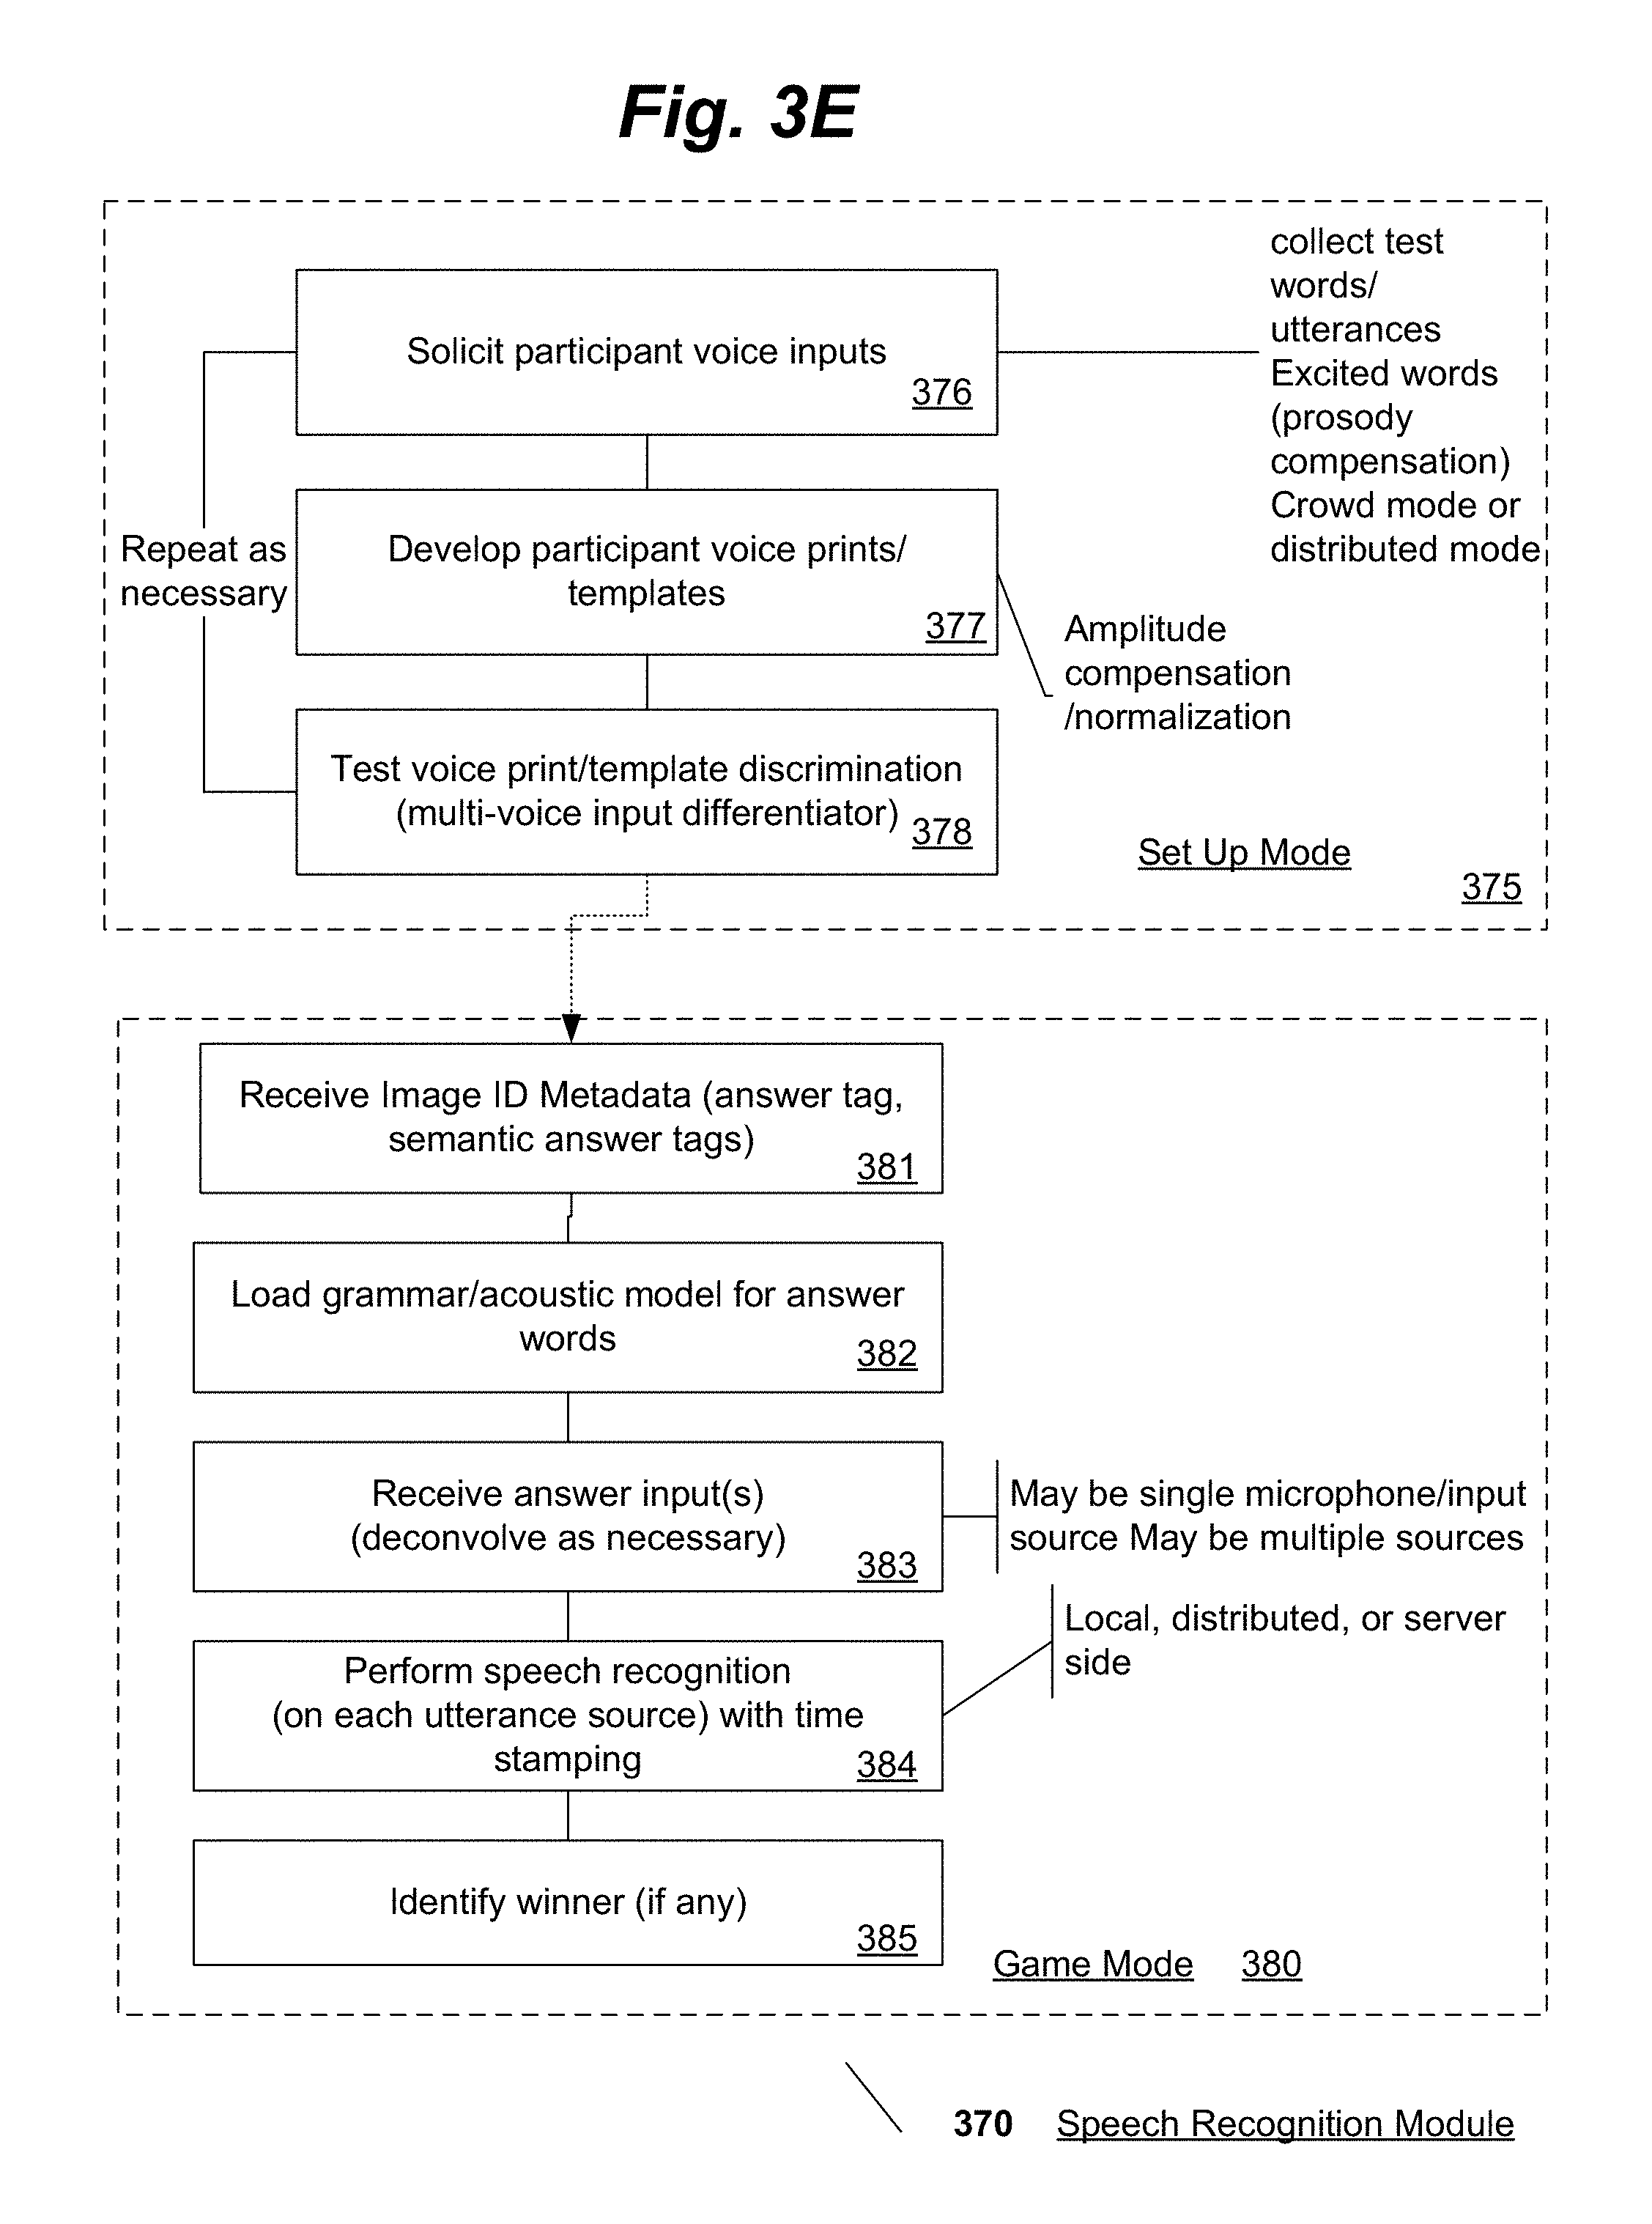 Fig. 3E
collect test
words/
utterances
Excited words
(prosody
compensation)
Crowd mode or
distributed mode
Solicit participant voice inputs
376
Repeat as
necessary
Develop participant voice prints/
templates
377
Amplitude
compensation
/normalization
Test voice print/template discrimination
(multi-voice input differentiator)
378
Set Up Mode
375
Receive Image ID Metadata (answer tag,
semantic answer tags)
381
Load grammar/acoustic model for answer
words
382
Receive answer input(s)
(deconvolve as necessary)
383
May be single microphone/input
source May be multiple sources
Local, distributed, or server
side
Perform speech recognition
(on each utterance source) with time
stamping
384
Identify winner (if any)
385
Game Mode 380
370 Speech Recognition Module